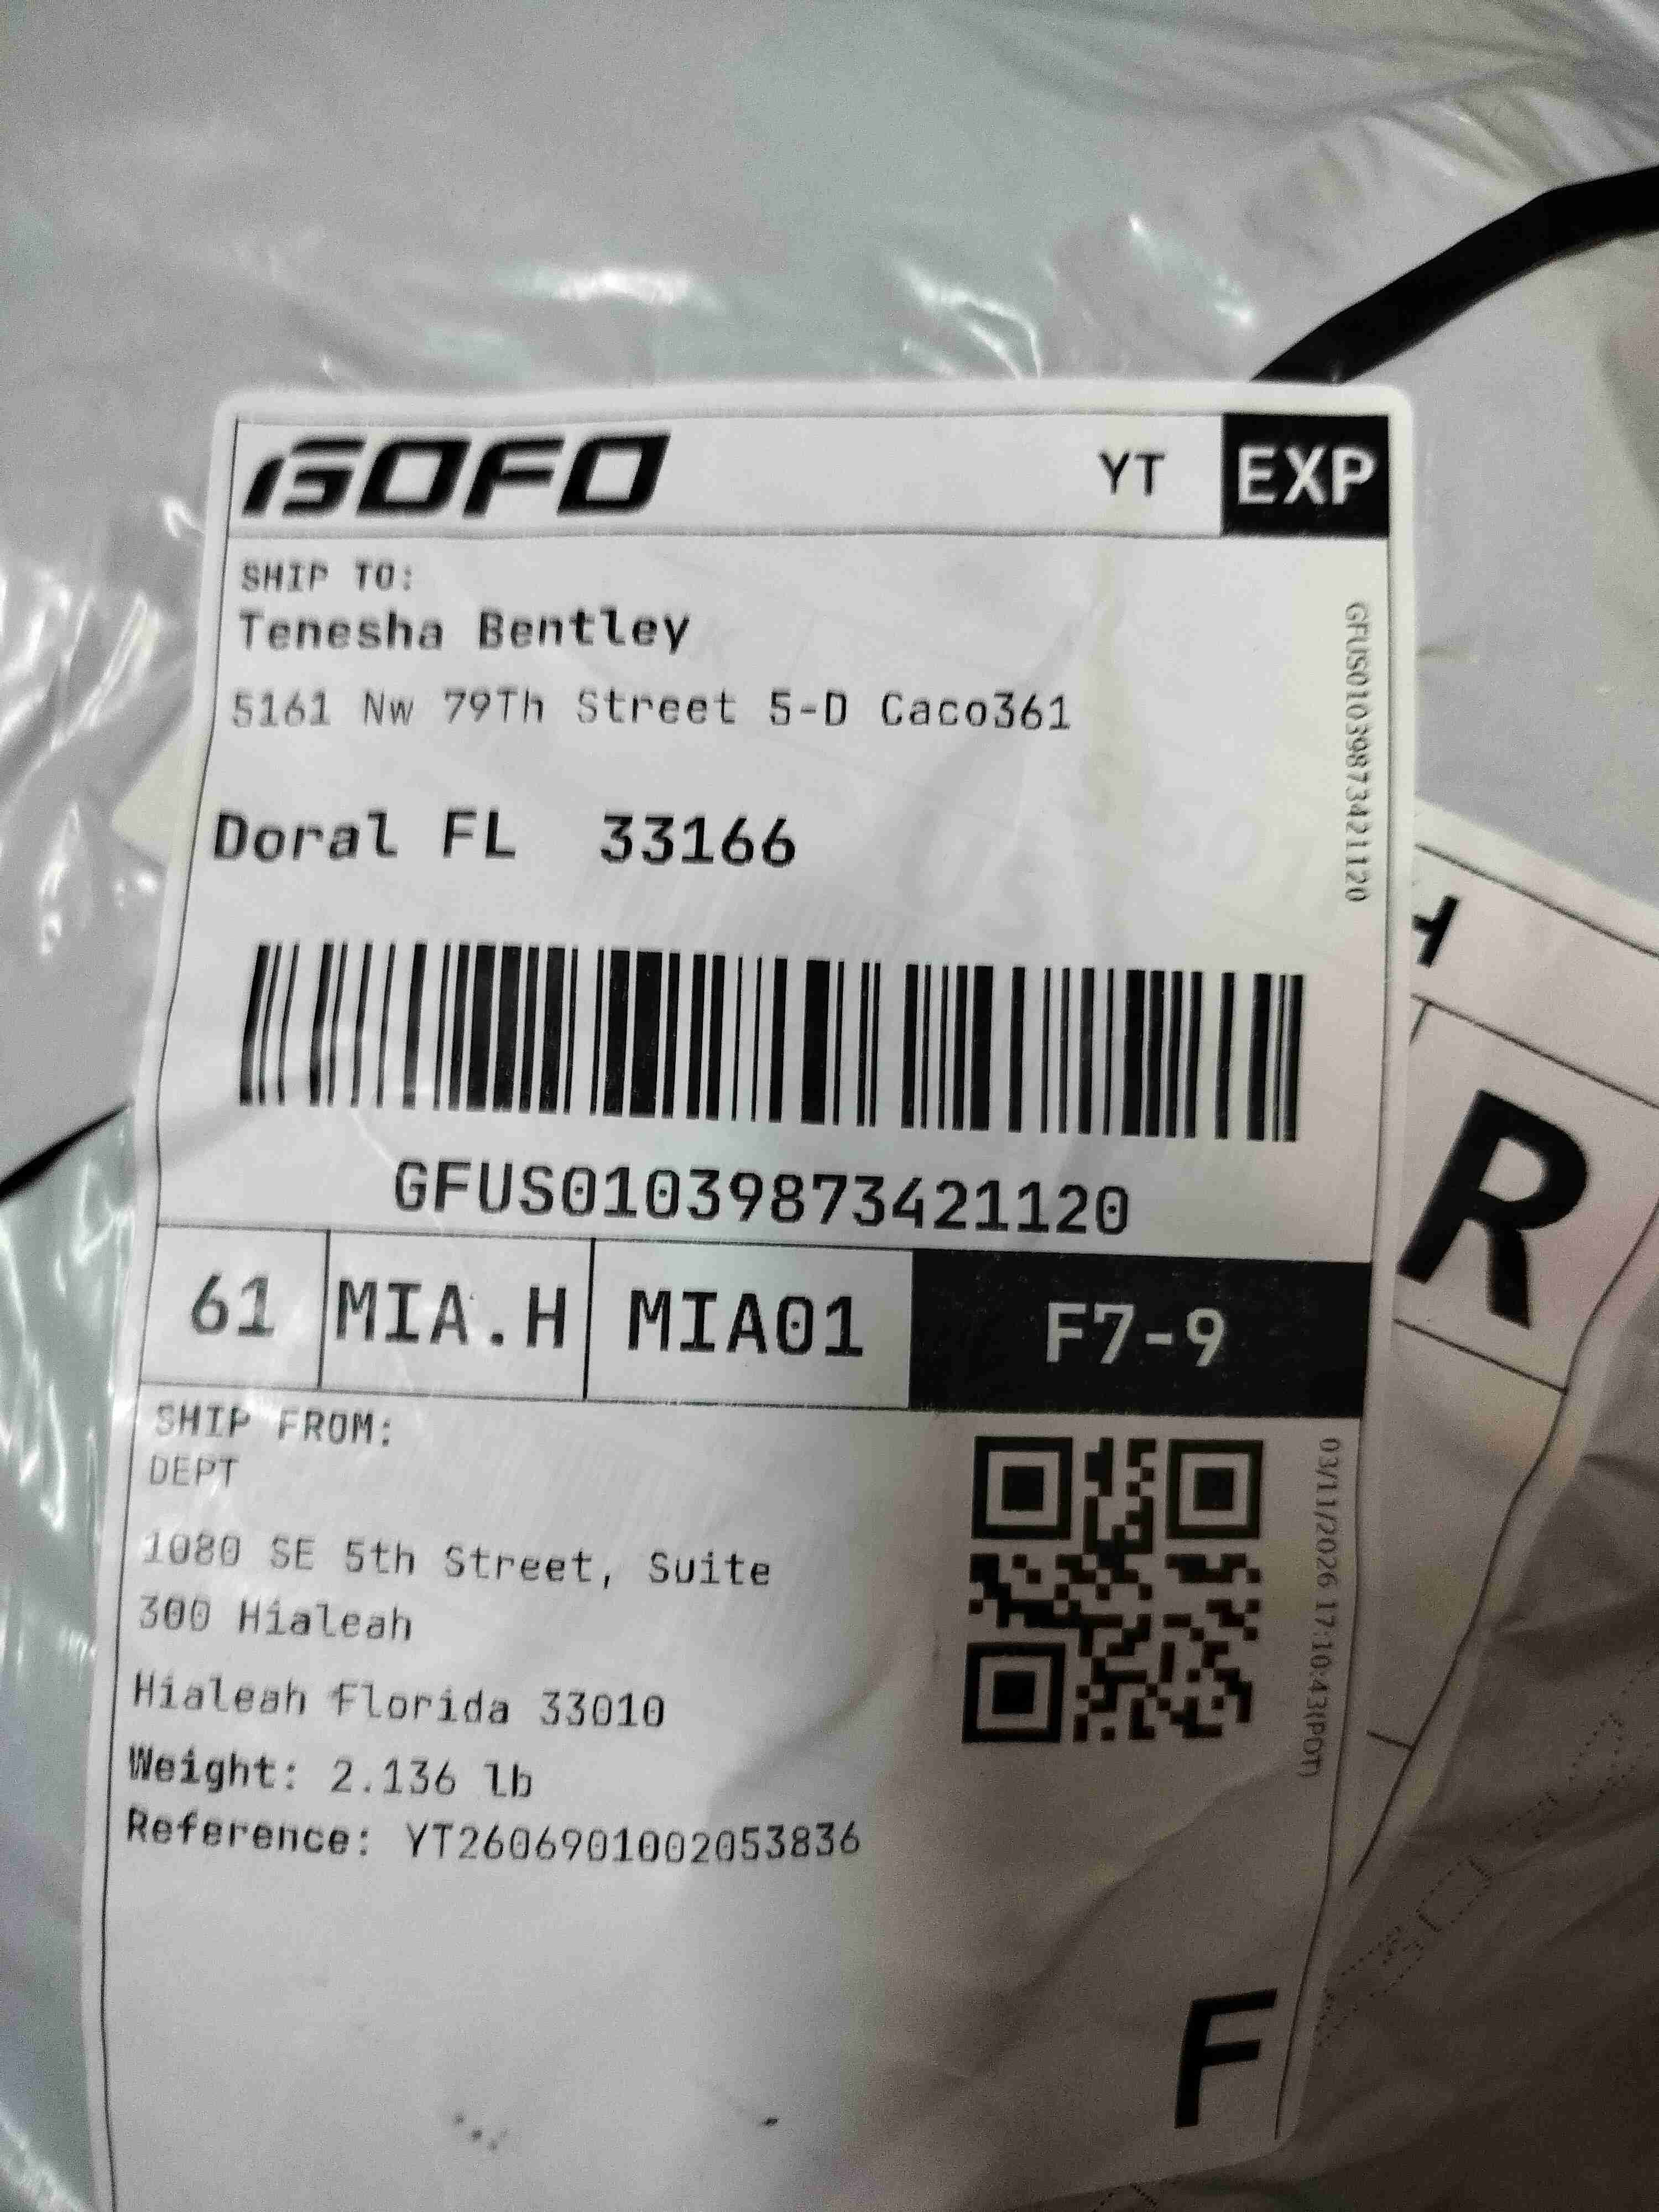 GOFO YT EXP
SHIP TO:
Tenesha Bentley
5161 Nw 79Th Street 5-D Caco361
Doral FL 33166
GFUS01039873421120
GFUS01039873421120
61 MIA.H MIA01 F7-9
SHIP FROM:
DEPT
1080 SE 5th Street, Suite
300 Hialeah
Hialeah Florida 33010
Weight: 2.136 lb
Reference: YT2606901002053836
03/11/2026 17:10:43(PDT)
F
H
R